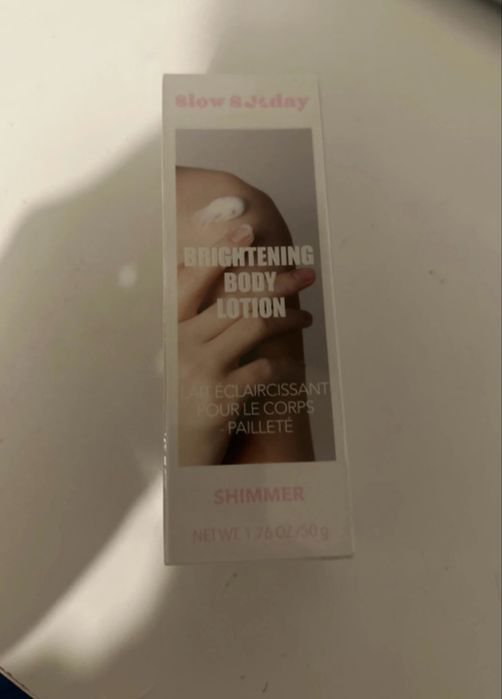 Slow Sunday
BRIGHTENING
BODY
LOTION
LAIT ÉCLAIRCISSANT
POUR LE CORPS
- PAILLETÉ
SHIMMER
NET WT. 1.76 OZ/50 g